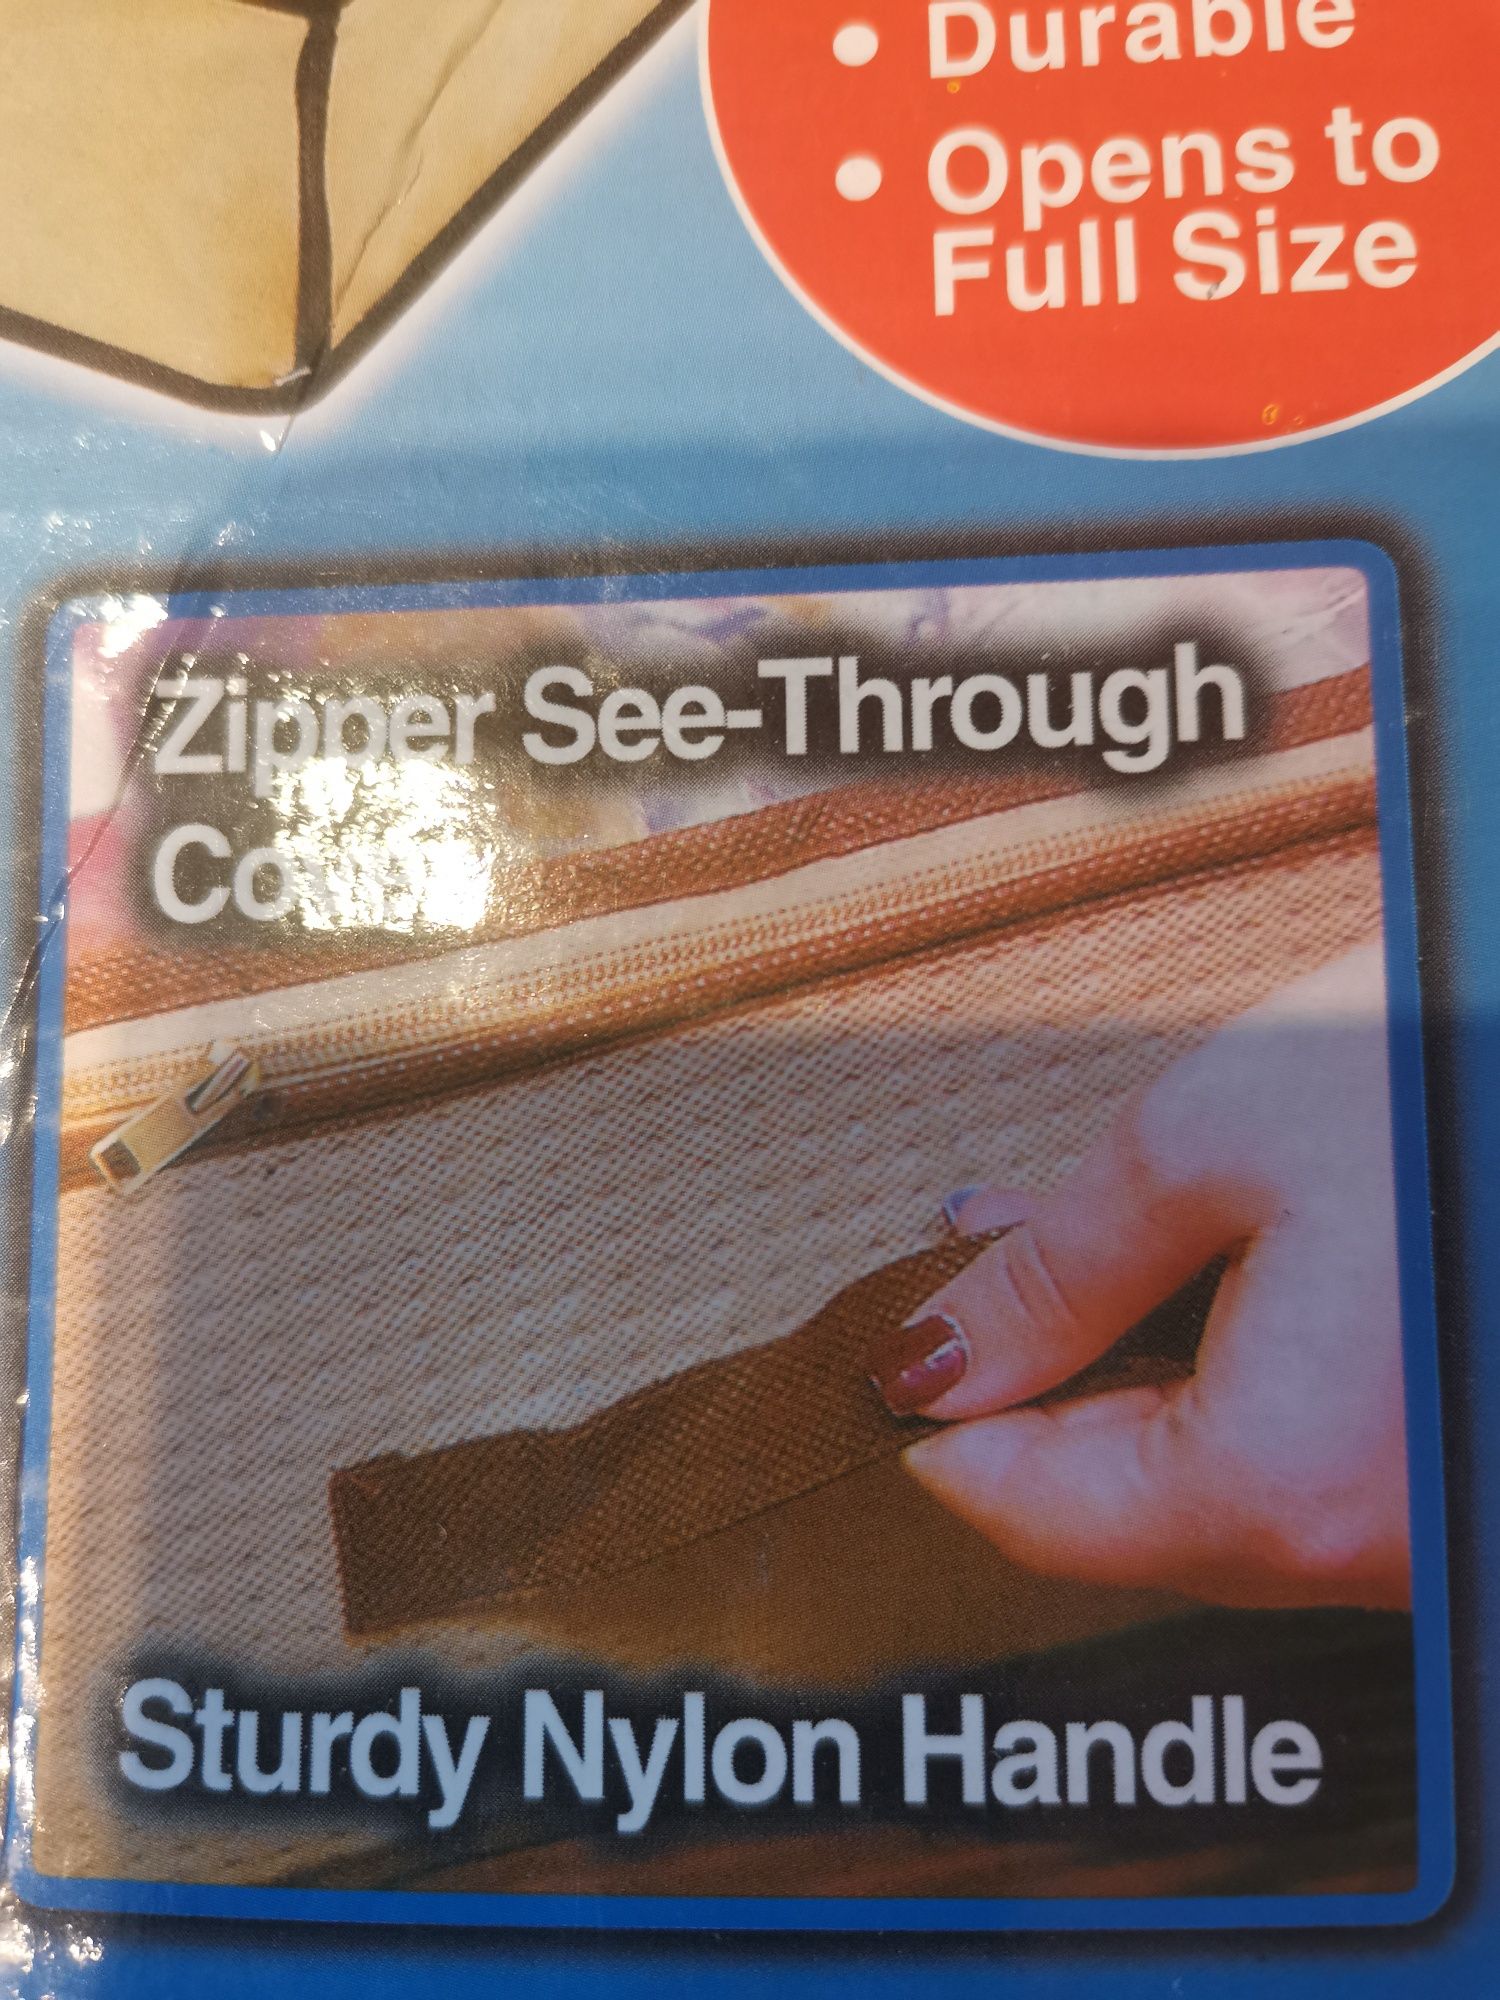 • Durable
• Opens to
Full Size
Zipper See-Through
Sturdy Nylon Handle